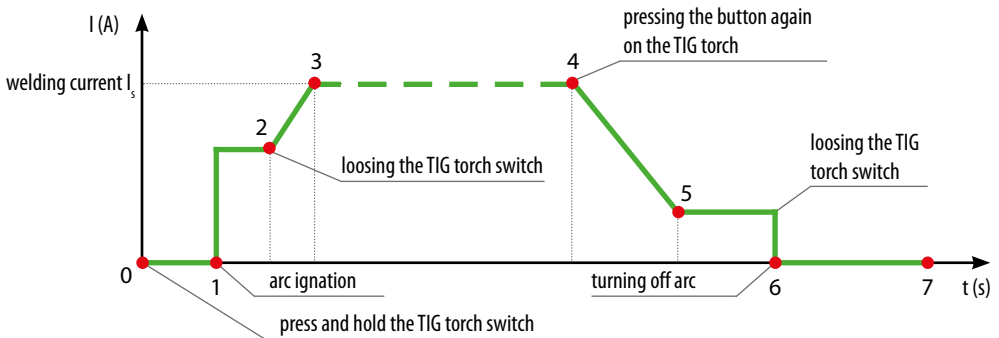 I (A)
pressing the button again
on the TIG torch
3
4
welding current Iₛ
2
loosing the TIG torch switch
loosing the TIG
torch switch
5
0
1
arc ignation
turning off arc
6
7
t (s)
press and hold the TIG torch switch